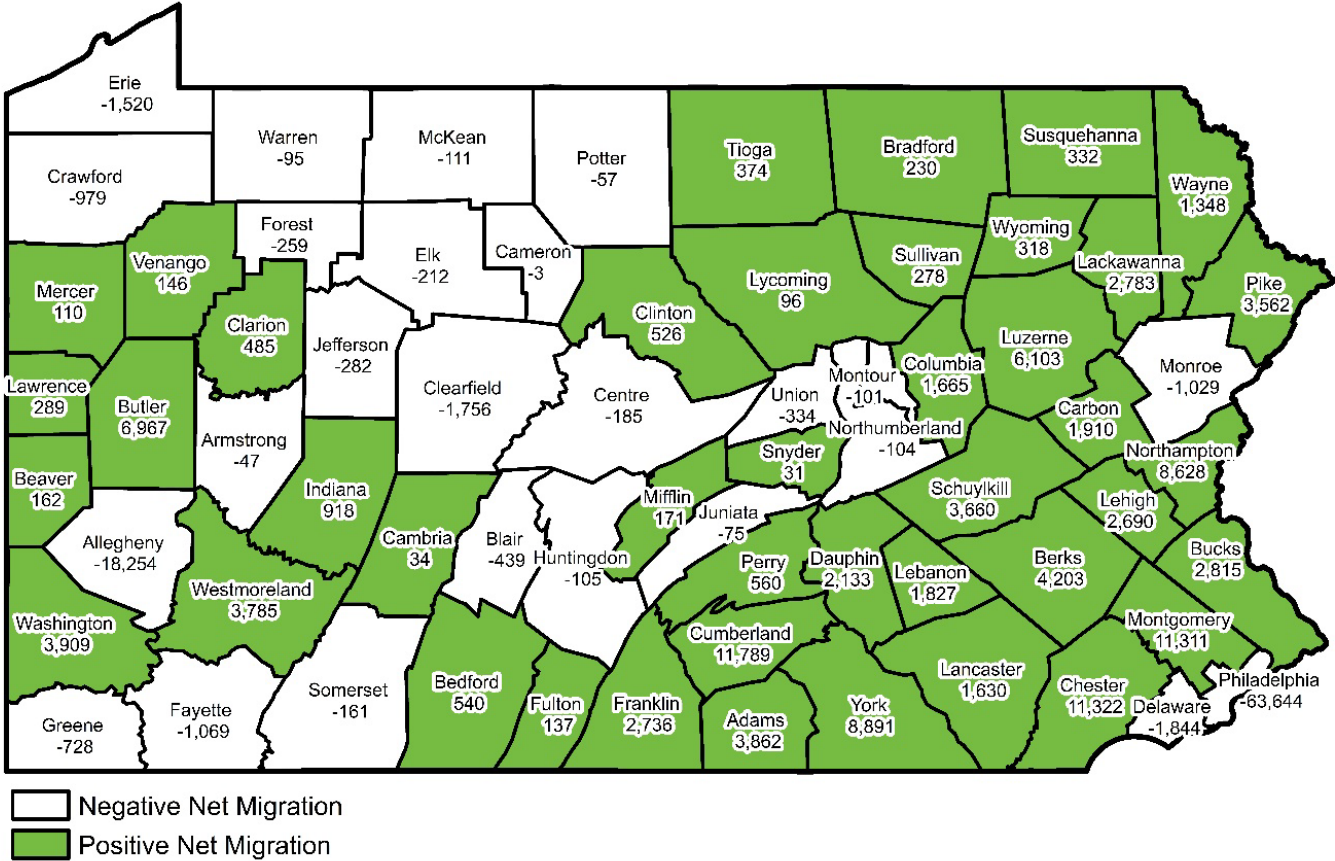 Erie
-1,520
Warren
-95
McKean
-111
Potter
-57
Tioga
374
Bradford
230
Susquehanna
332
Wayne
1,348
Crawford
-979
Forest
-259
Elk
-212
Cameron
-3
Wyoming
318
Lackawanna
2,783
Sullivan
278
Pike
3,562
Venango
146
Mercer
110
Clarion
485
Jefferson
-282
Clinton
526
Lycoming
96
Luzerne
6,103
Columbia
1,665
Monroe
-1,029
Lawrence
289
Butler
6,967
Armstrong
-47
Clearfield
-1,756
Centre
-185
Union
-334
Montour
-101
Northumberland
-104
Carbon
1,910
Northampton
8,628
Beaver
162
Indiana
918
Snyder
31
Mifflin
171
Juniata
-75
Schuylkill
3,660
Lehigh
2,690
Allegheny
-18,254
Cambria
34
Blair
-439
Huntingdon
-105
Perry
560
Dauphin
2,133
Lebanon
1,827
Berks
4,203
Bucks
2,815
Westmoreland
3,785
Washington
3,909
Cumberland
11,789
Montgomery
11,311
Lancaster
1,630
Chester
11,322
Delaware
-1,844
Philadelphia
-63,644
Greene
-728
Fayette
-1,069
Somerset
-161
Bedford
540
Fulton
137
Franklin
2,736
Adams
3,862
York
8,891
Negative Net Migration
Positive Net Migration